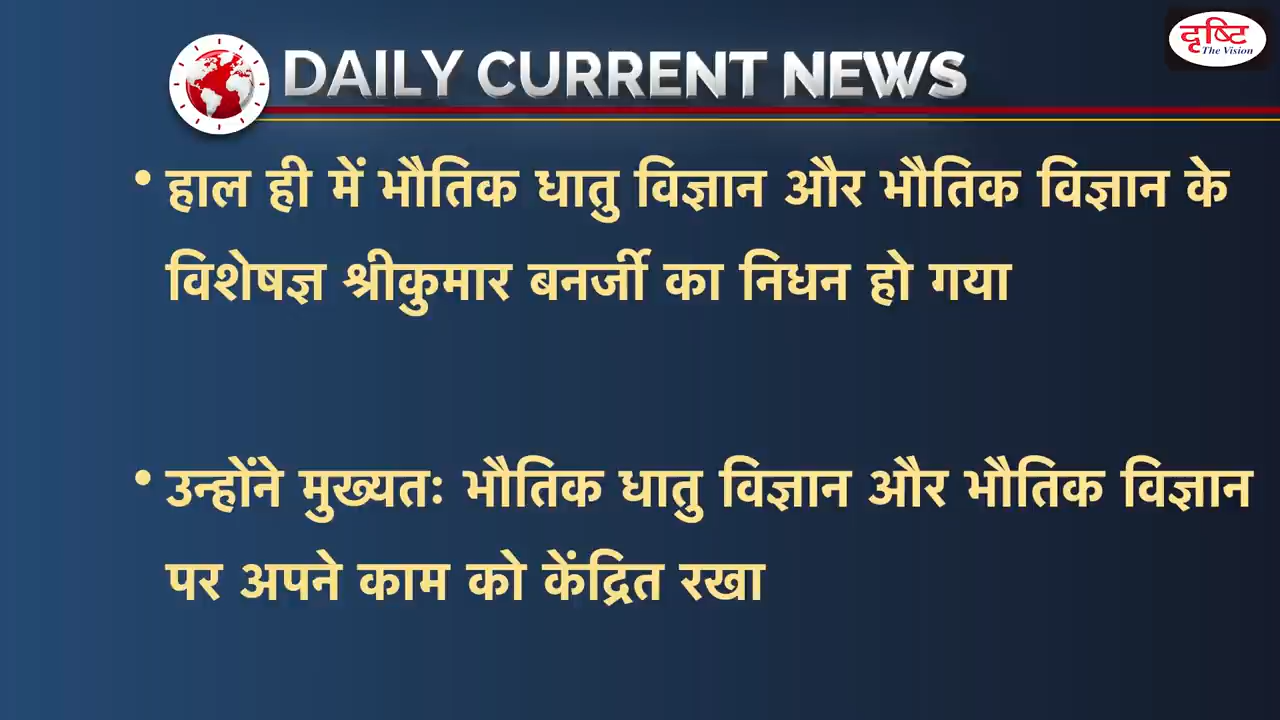 DAILY CURRENT NEWS
दृष्टि
The Vision
• हाल ही में भौतिक धातु विज्ञान और भौतिक विज्ञान के
विशेषज्ञ श्रीकुमार बनर्जी का निधन हो गया
• उन्होंने मुख्यतः भौतिक धातु विज्ञान और भौतिक विज्ञान
पर अपने काम को केंद्रित रखा